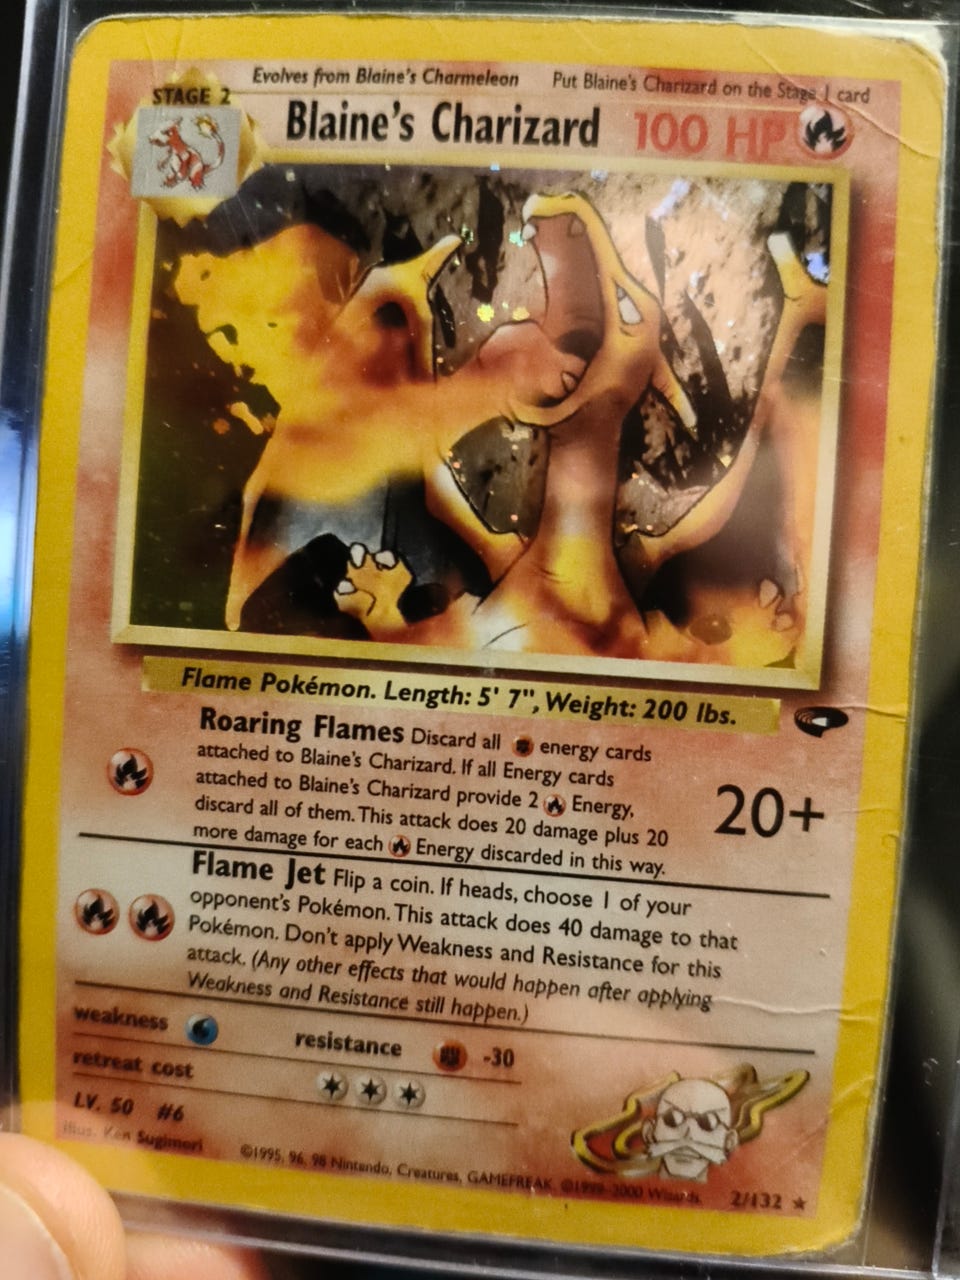 Evolves from Blaine's Charmeleon Put Blaine's Charizard on the Stage 1 card
STAGE 2
Blaine's Charizard 100 HP
Flame Pokémon. Length: 5' 7", Weight: 200 lbs.
Roaring Flames Discard all energy cards
attached to Blaine's Charizard. If all Energy cards
attached to Blaine's Charizard provide 2 Energy,
discard all of them. This attack does 20 damage plus 20
more damage for each Energy discarded in this way.
20+
Flame Jet Flip a coin. If heads, choose 1 of your
opponent's Pokémon. This attack does 40 damage to that
Pokémon. Don't apply Weakness and Resistance for this
attack. (Any other effects that would happen after applying
Weakness and Resistance still happen.)
weakness resistance -30
retreat cost
LV. 50 #6
Illus. Ken Sugimori
©1995, 96, 98 Nintendo, Creatures, GAMEFREAK. ©1999-2000 Wizards. 2/132 ★